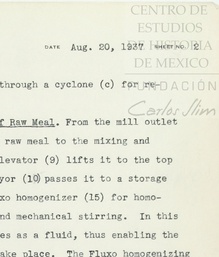 CENTRO DE
ESTUDIOS
DE HISTORIA
DE MEXICO
FUNDACIÓN
Carlos Slim
DATE Aug. 20, 1937 SHEET NO. 2
through a cyclone (c) for re-
f Raw Meal. From the mill outlet
raw meal to the mixing and
levator (9) lifts it to the top
yor (10) passes it to a storage
xo homogenizer (15) for homo-
nd mechanical stirring. In this
es as a fluid, thus enabling the
ake place. The Fluxo homogenizing